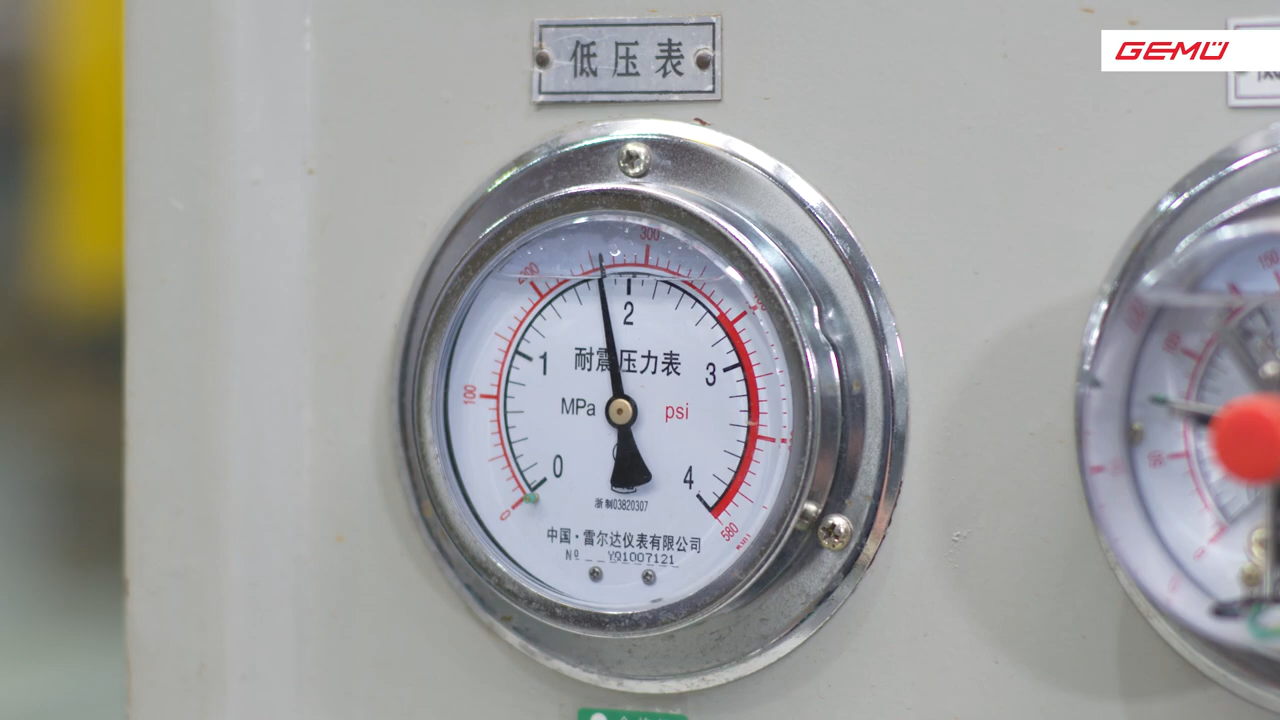 低压表
GEMÜ
300
200
100
2
1
3
耐震压力表
MPa
psi
0
4
浙制03820307
0
580
中国·雷尔达仪表有限公司
Nº YQ1007121